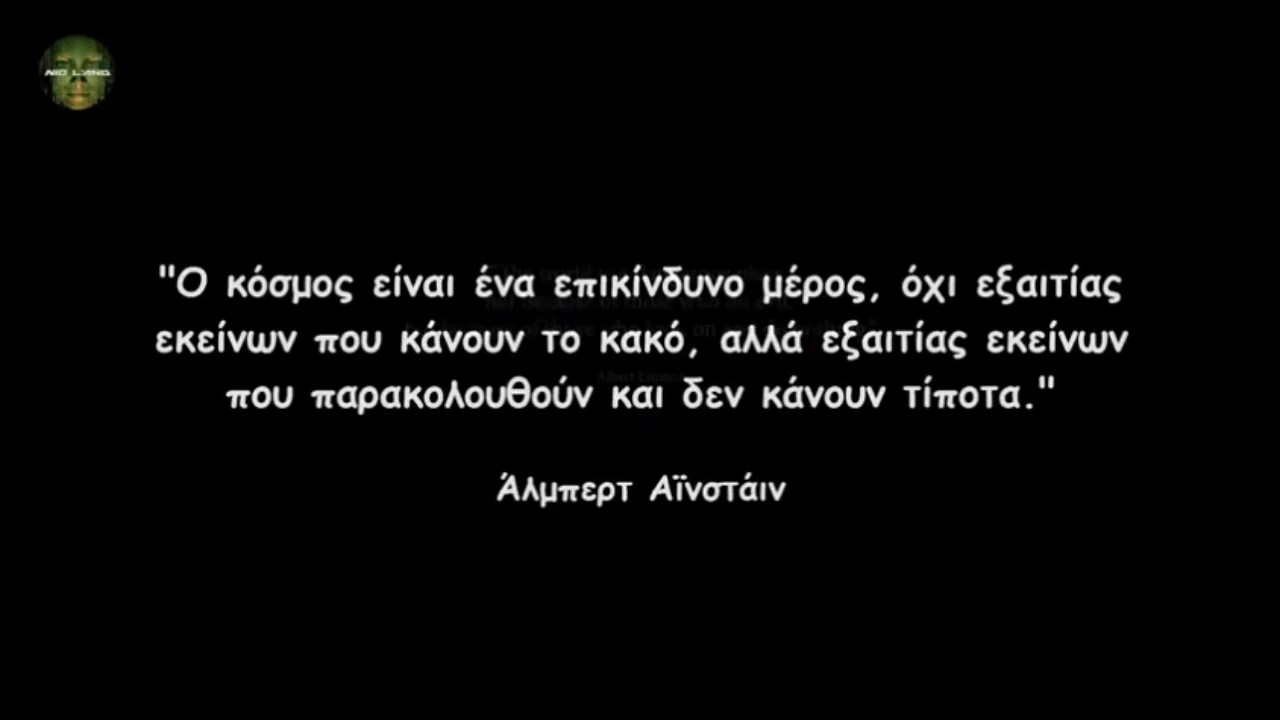 "Ο κόσμος είναι ένα επικίνδυνο μέρος, όχι εξαιτίας
εκείνων που κάνουν το κακό, αλλά εξαιτίας εκείνων
που παρακολουθούν και δεν κάνουν τίποτα."
Άλμπερτ Αϊνστάιν